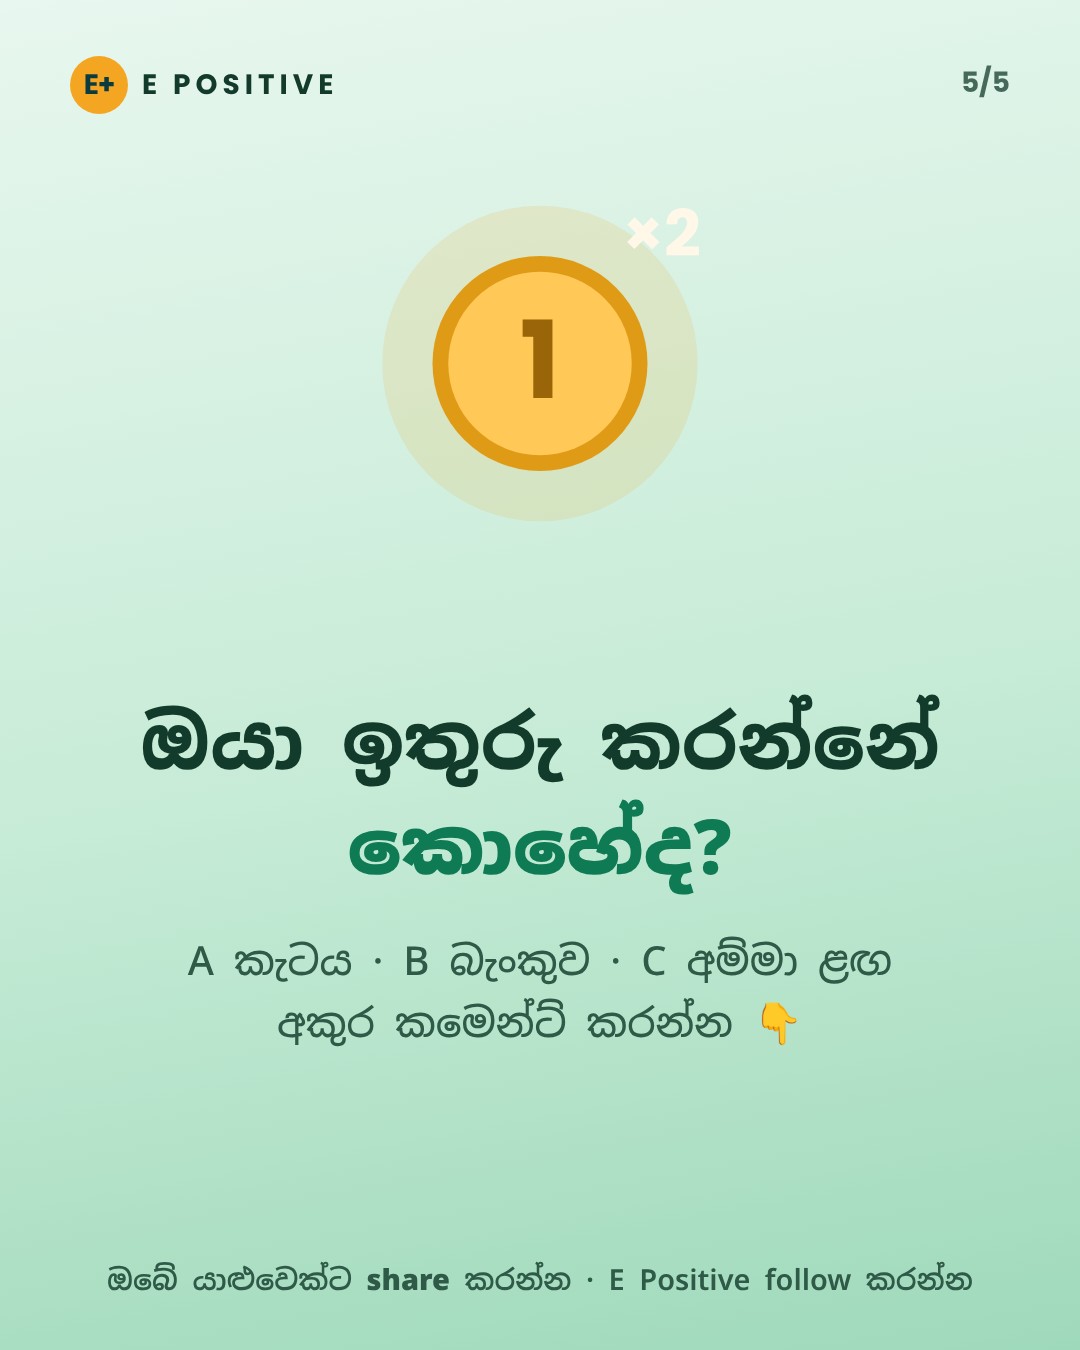 E+ E POSITIVE
5/5
×2
1
ඔයා ඉතුරු කරන්නේ
කොහේද?
A කැටය · B බැංකුව · C අම්මා ළඟ
අකුර කමෙන්ට් කරන්න 👇
ඔබේ යාළුවෙක්ට share කරන්න · E Positive follow කරන්න